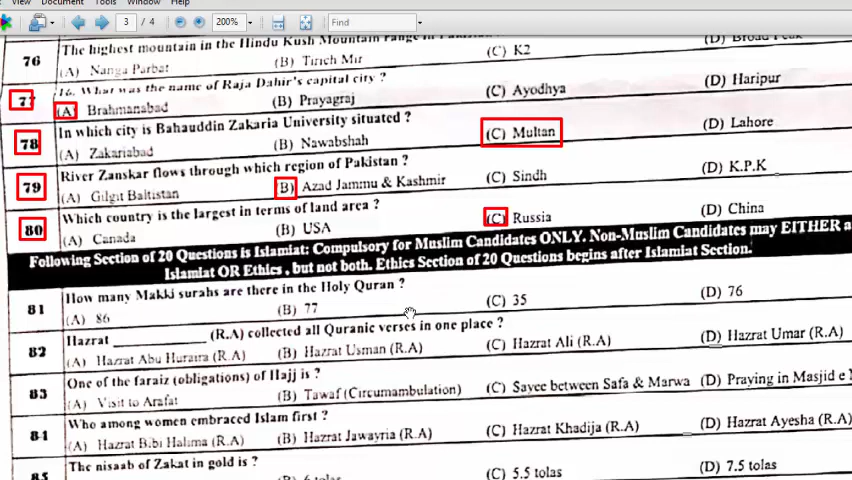 Document Tools Window Help
3 / 4 200% Find
76 The highest mountain in the Hindu Kush Mountain range in
(A) Nanga Parbat (B) Tirich Mir (C) K2 (D) Broad Peak
77 16. What was the name of Raja Dahir's capital city ?
(A) Brahmanabad (B) Prayagraj (C) Ayodhya (D) Haripur
78 In which city is Bahauddin Zakaria University situated ?
(A) Zakariabad (B) Nawabshah (C) Multan (D) Lahore
79 River Zanskar flows through which region of Pakistan ?
(A) Gilgit Baltistan (B) Azad Jammu & Kashmir (C) Sindh (D) K.P.K
80 Which country is the largest in terms of land area ?
(A) Canada (B) USA (C) Russia (D) China
Following Section of 20 Questions is Islamiat: Compulsory for Muslim Candidates ONLY. Non-Muslim Candidates may EITHER a
Islamiat OR Ethics , but not both. Ethics Section of 20 Questions begins after Islamiat Section.
81 How many Makki surahs are there in the Holy Quran ?
(A) 86 (B) 77 (C) 35 (D) 76
82 Hazrat ____________ (R.A) collected all Quranic verses in one place ?
(A) Hazrat Abu Huraira (R.A) (B) Hazrat Usman (R.A) (C) Hazrat Ali (R.A) (D) Hazrat Umar (R.A)
83 One of the faraiz (obligations) of Hajj is ?
(A) Visit to Arafat (B) Tawaf (Circumambulation) (C) Sayee between Safa & Marwa (D) Praying in Masjid e
84 Who among women embraced Islam first ?
(A) Hazrat Bibi Halima (R.A) (B) Hazrat Jawayria (R.A) (C) Hazrat Khadija (R.A) (D) Hazrat Ayesha (R.A)
85 The nisaab of Zakat in gold is ?
(B) 6 tolas (C) 5.5 tolas (D) 7.5 tolas